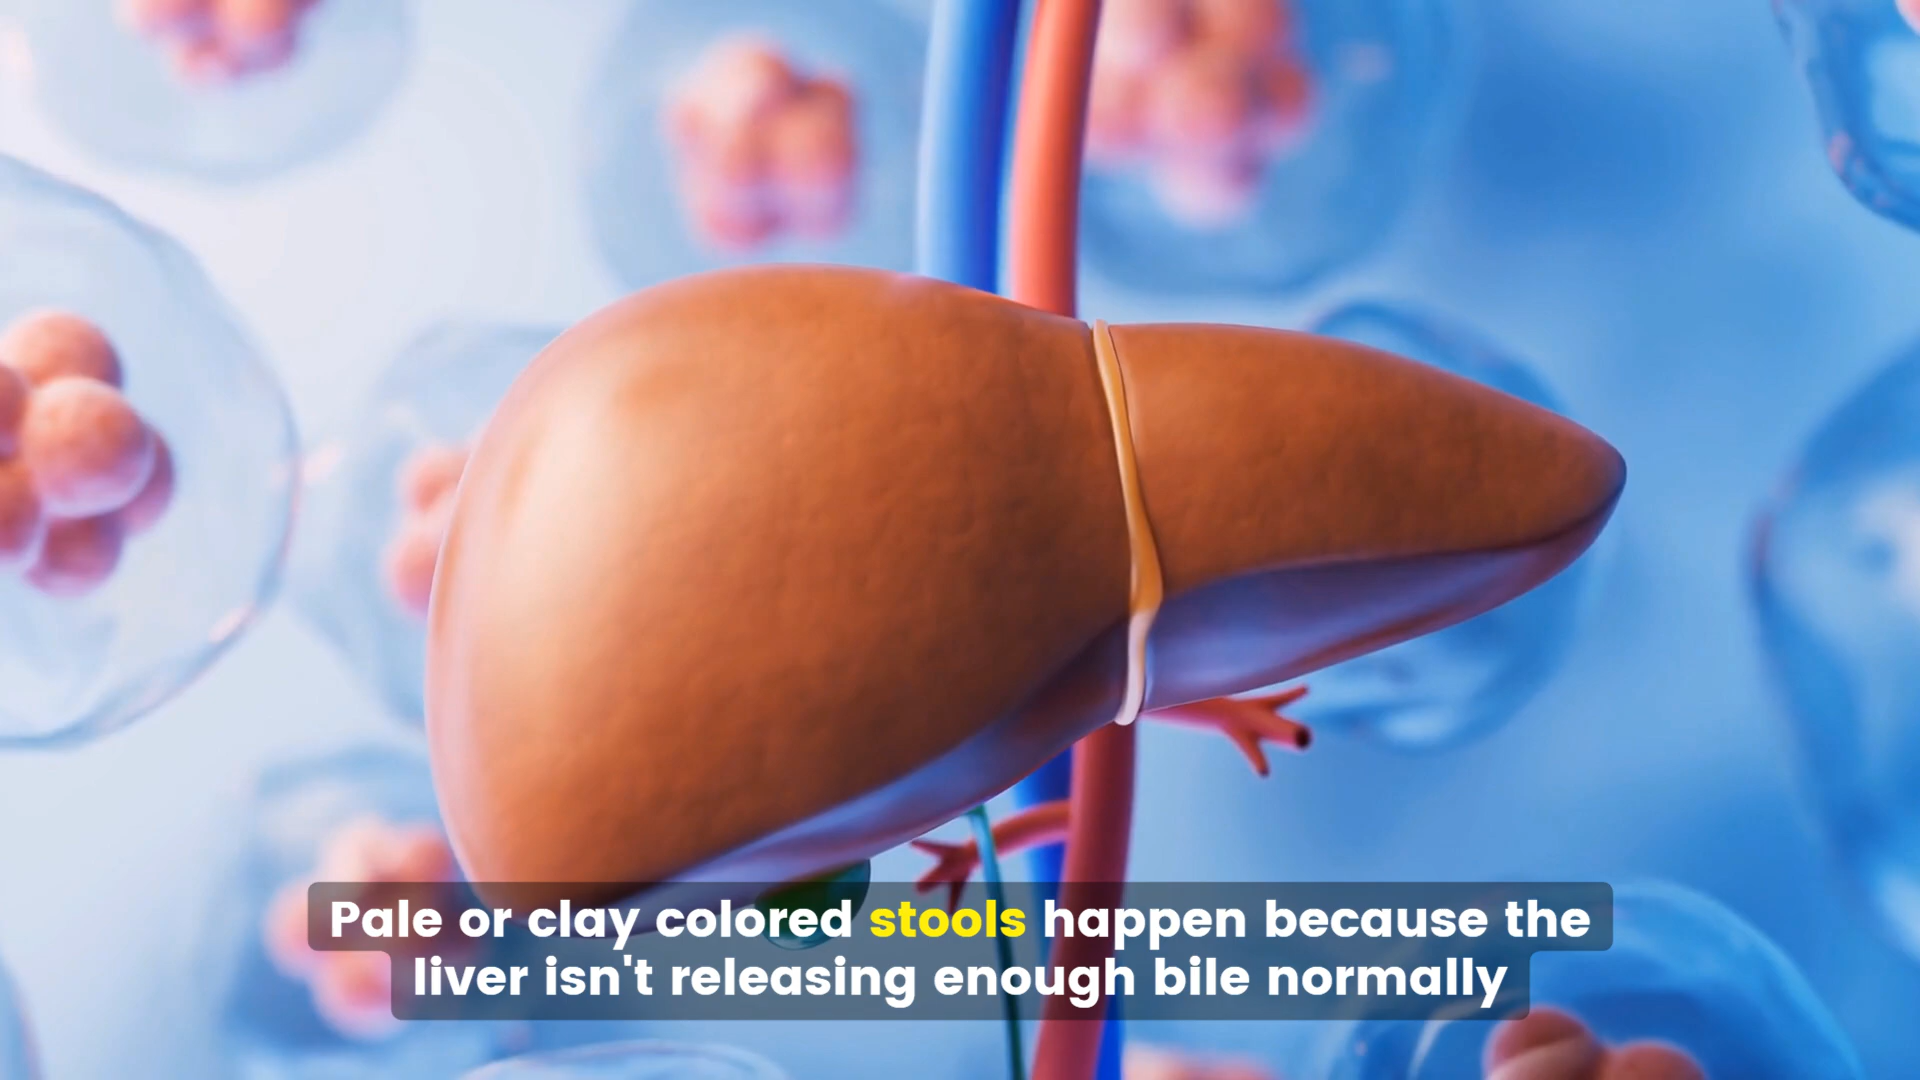 Pale or clay colored stools happen because the
liver isn't releasing enough bile normally